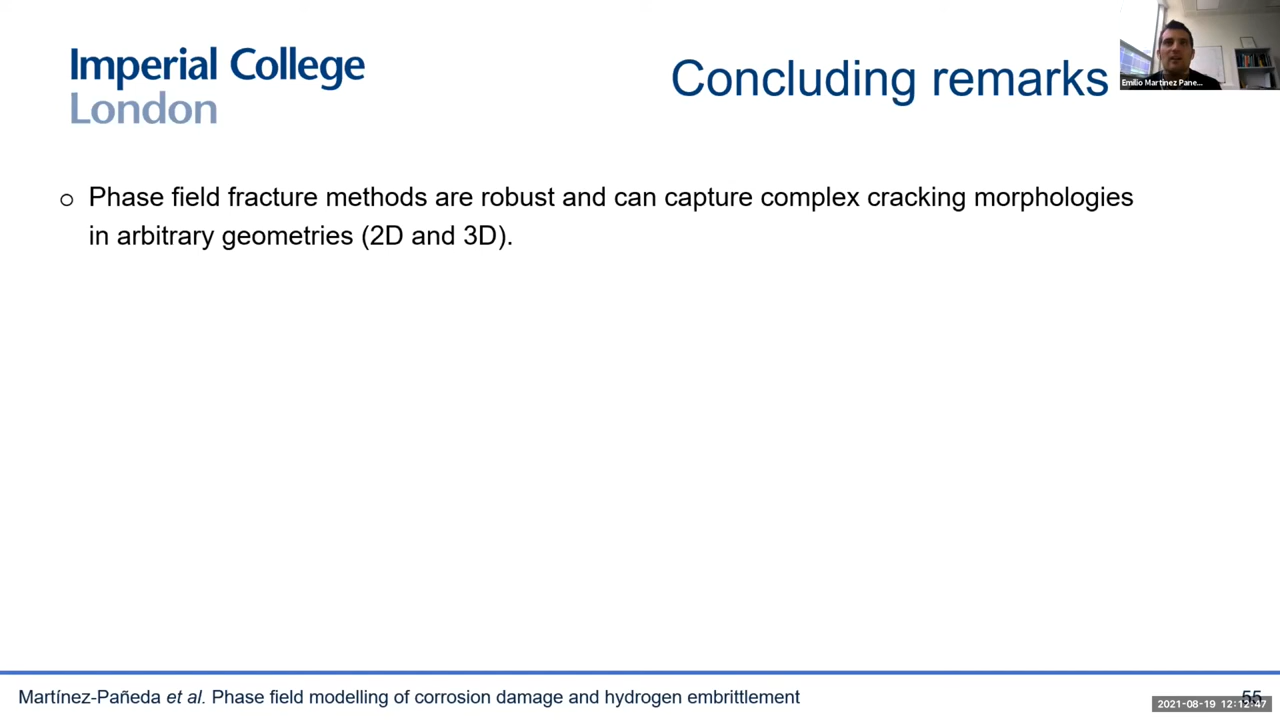 Imperial College
London
Concluding remarks
Emilio Martinez Pane...
○ Phase field fracture methods are robust and can capture complex cracking morphologies
in arbitrary geometries (2D and 3D).
Martínez-Pañeda et al. Phase field modelling of corrosion damage and hydrogen embrittlement
55
2021-08-19 12:12:47